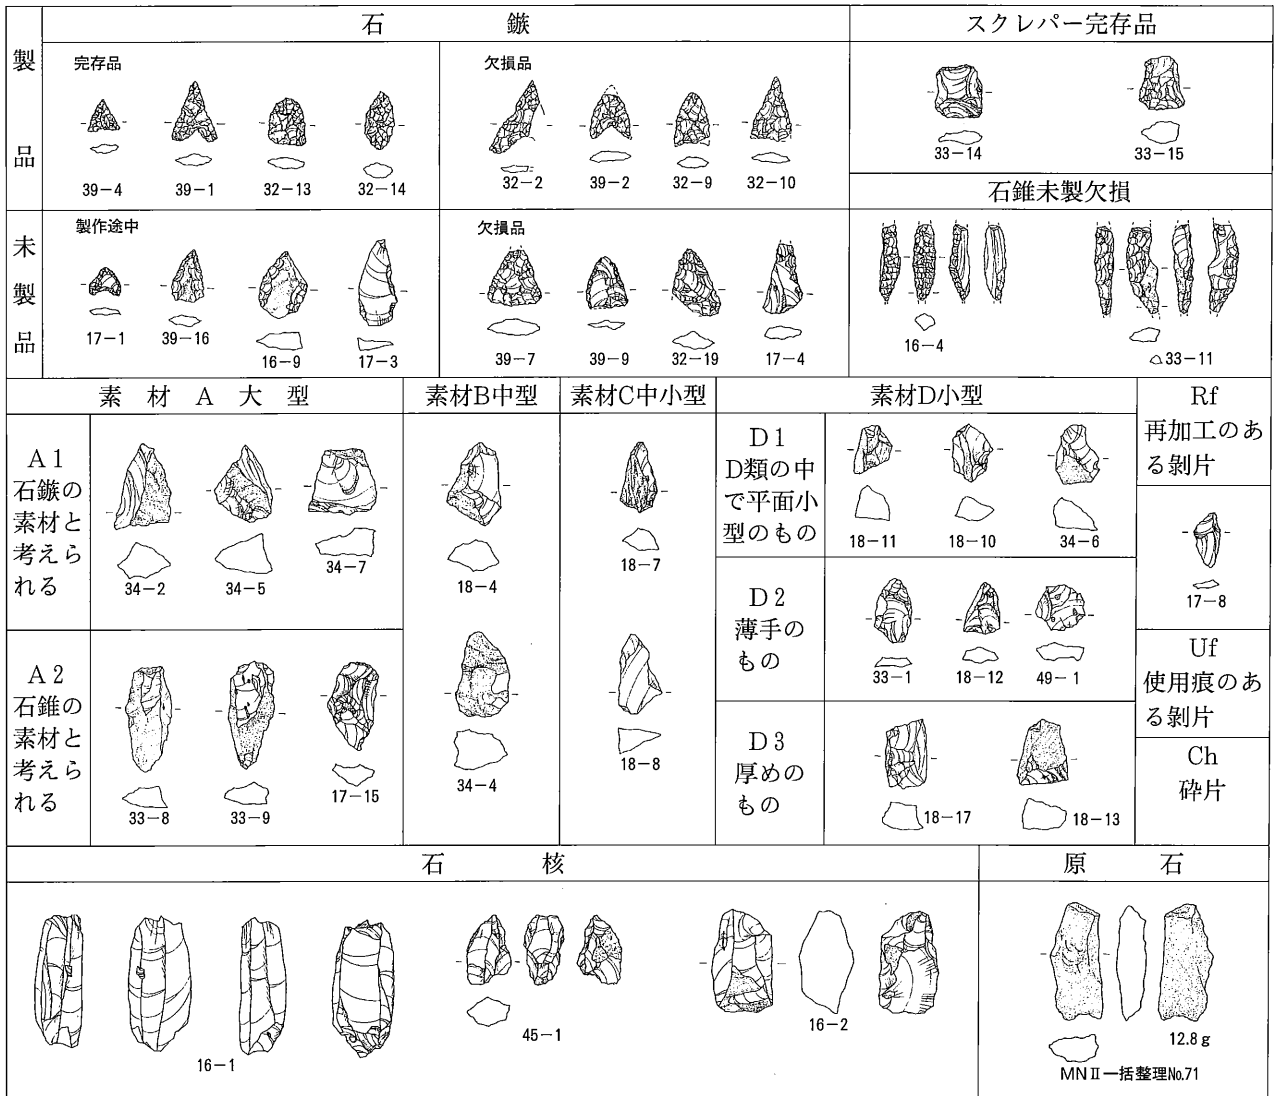 製品
石鏃
完存品
39-4 39-1 32-13 32-14
欠損品
32-2 39-2 32-9 32-10
スクレパー完存品
33-14 33-15
未製品
製作途中
17-1 39-16 16-9 17-3
欠損品
39-7 39-9 32-19 17-4
石錐未製欠損
16-4 33-11
素材A大型
A1
石鏃の
素材と
考えら
れる
34-2 34-5 34-7
A2
石錐の
素材と
考えら
れる
33-8 33-9 17-15
素材B中型
18-4
34-4
素材C中小型
18-7
18-8
素材D小型
D1
D類の中
で平面小
型のもの
18-11 18-10 34-6
D2
薄手の
もの
33-1 18-12 49-1
D3
厚めの
もの
18-17 18-13
Rf
再加工のあ
る剥片
17-8
Uf
使用痕のあ
る剥片
Ch
砕片
石核
16-1 45-1 16-2
原石
12.8g
MNⅡ一括整理No.71